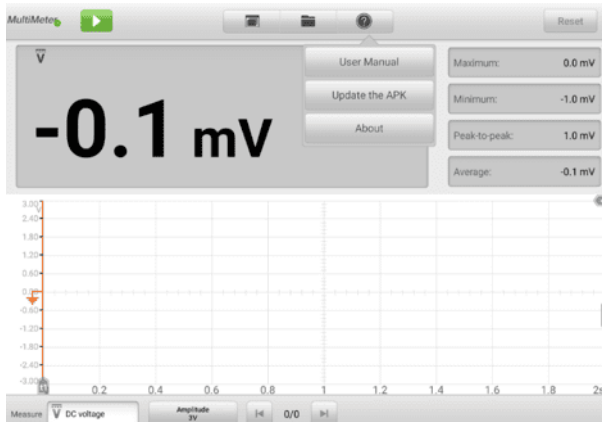 MultiMeter
Reset
V
-0.1 mV
User Manual
Update the APK
About
Maximum: 0.0 mV
Minimum: -1.0 mV
Peak-to-peak: 1.0 mV
Average: -0.1 mV
3.00
V
2.40
1.80
1.20
0.60
0.00
-0.60
-1.20
-1.80
-2.40
-3.00
0.2 0.4 0.6 0.8 1 1.2 1.4 1.6 1.8 2s
Measure V DC voltage Amplitude 3V 0/0